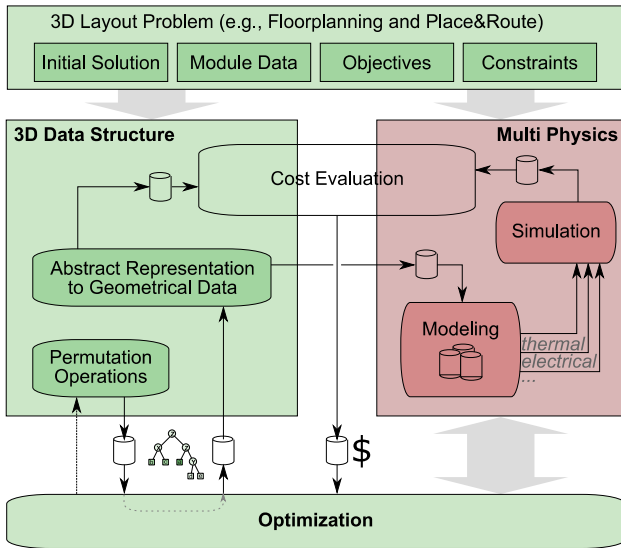 3D Layout Problem (e.g., Floorplanning and Place&Route)
Initial Solution
Module Data
Objectives
Constraints
3D Data Structure
Multi Physics
Cost Evaluation
Simulation
Abstract Representation
to Geometrical Data
Modeling
thermal
electrical
...
Permutation
Operations
$
Optimization